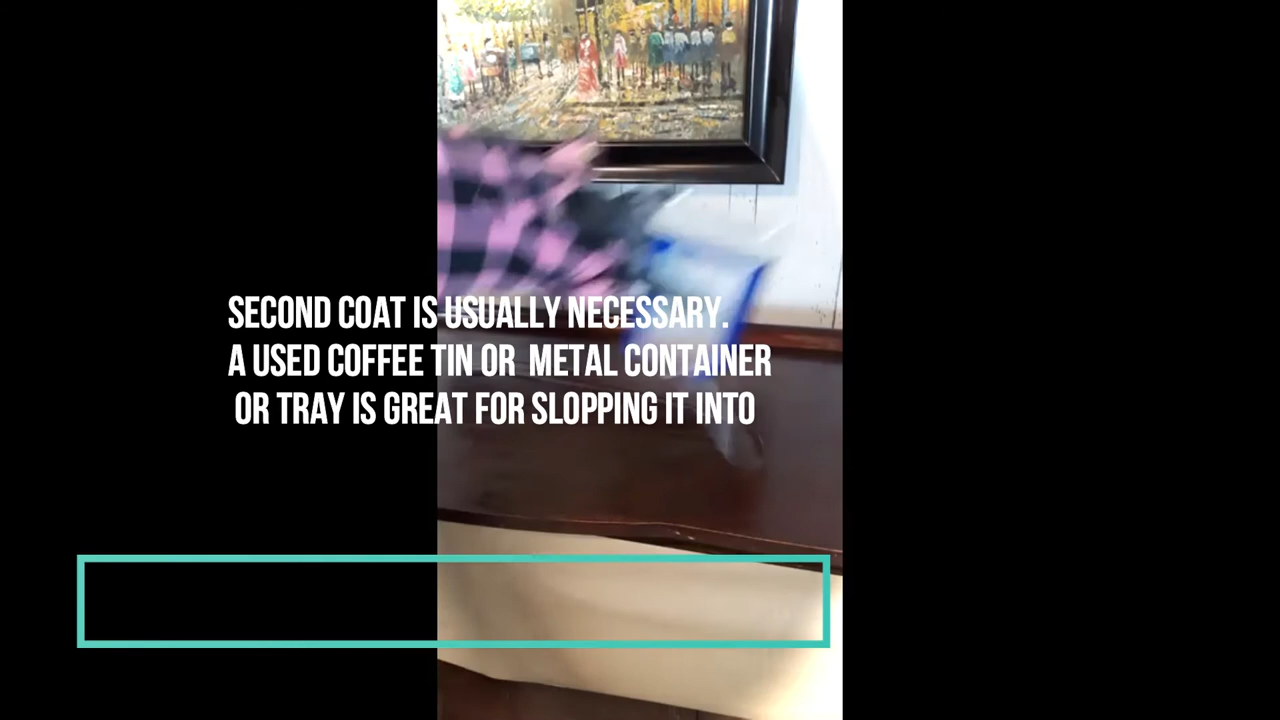 SECOND COAT IS USUALLY NECESSARY.
A USED COFFEE TIN OR METAL CONTAINER
OR TRAY IS GREAT FOR SLOPPING IT INTO